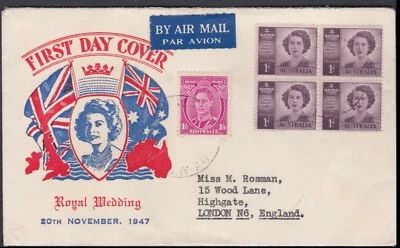 BY AIR MAIL
PAR AVION
FIRST DAY COVER
Royal Wedding
20TH NOVEMBER, 1947
AUSTRALIA
1D
AUSTRALIA
1D
AUSTRALIA
1D
AUSTRALIA
1D
AUSTRALIA
Miss M. Rosman,
15 Wood Lane,
Highgate,
LONDON N6, England.